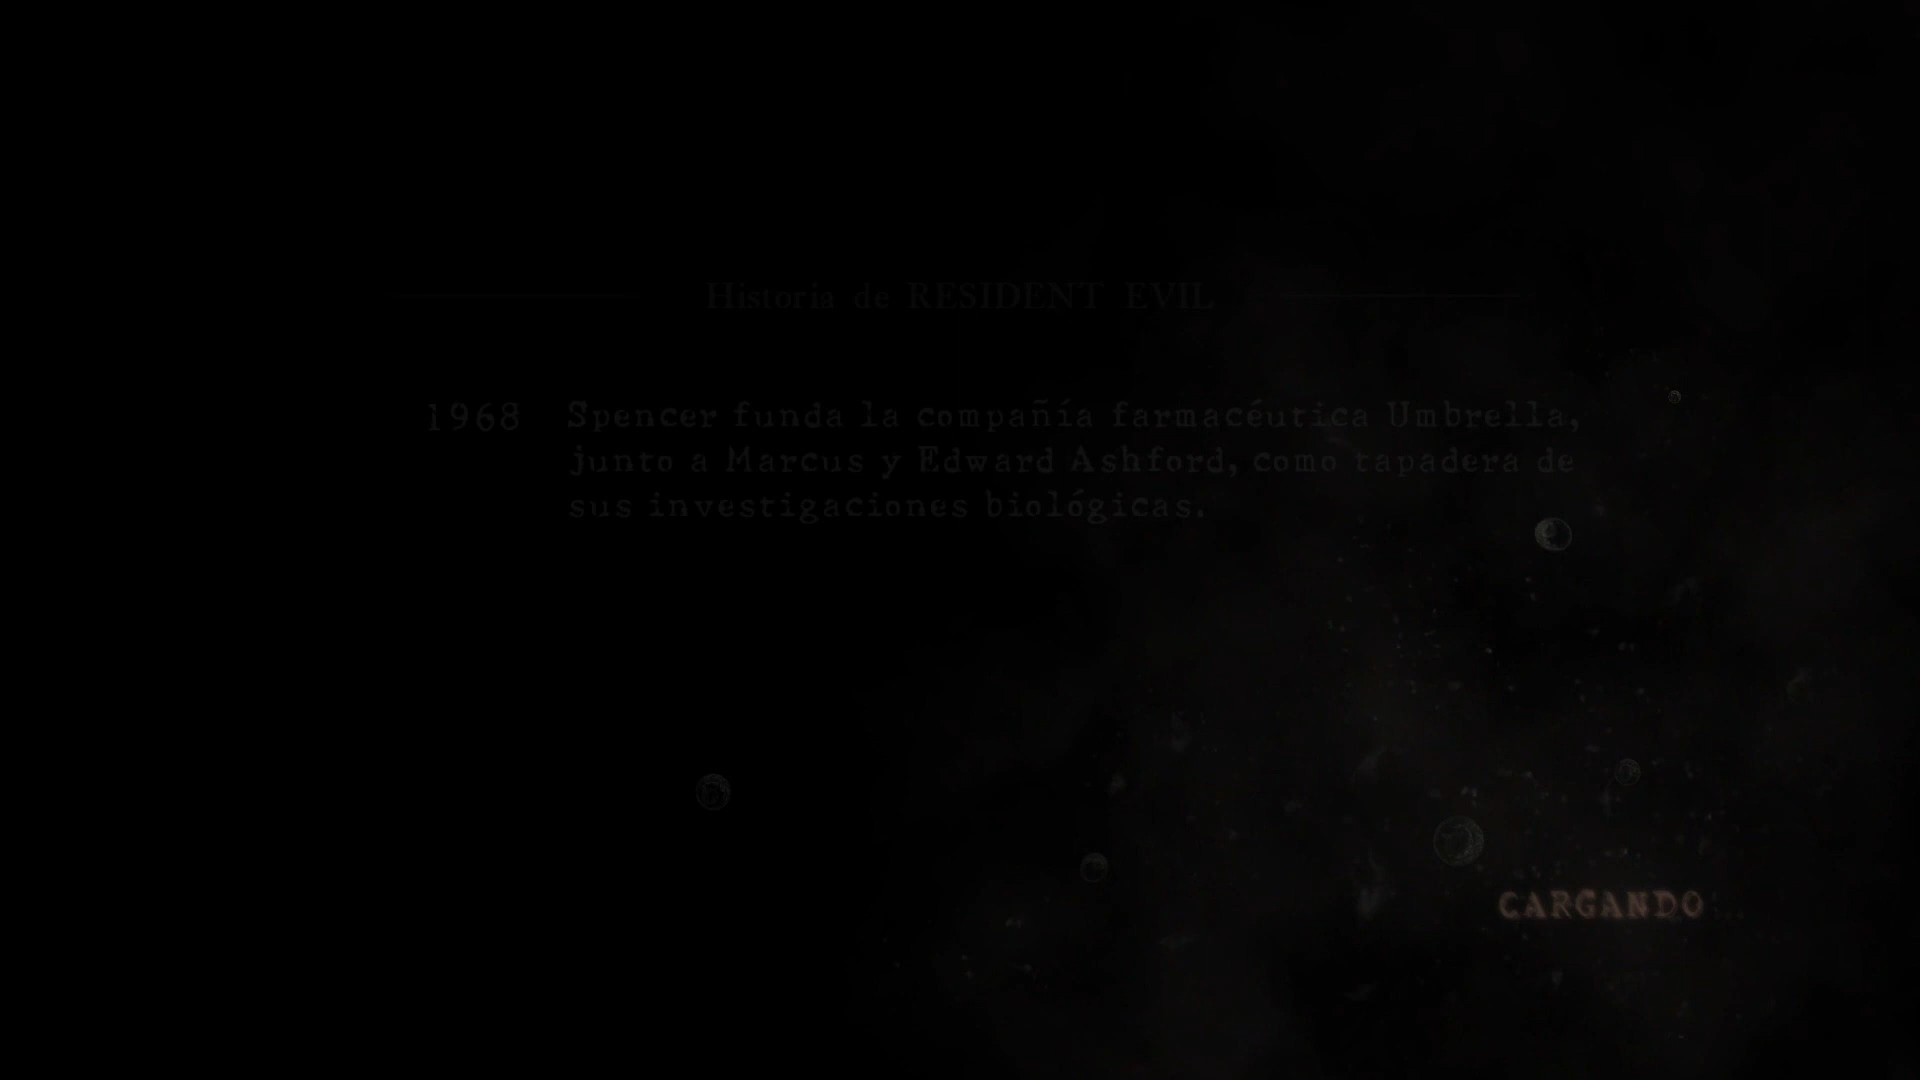 Historia de RESIDENT EVIL
1968 Spencer funda la compañía farmacéutica Umbrella,
junto a Marcus y Edward Ashford, como tapadera de
sus investigaciones biológicas.
CARGANDO...